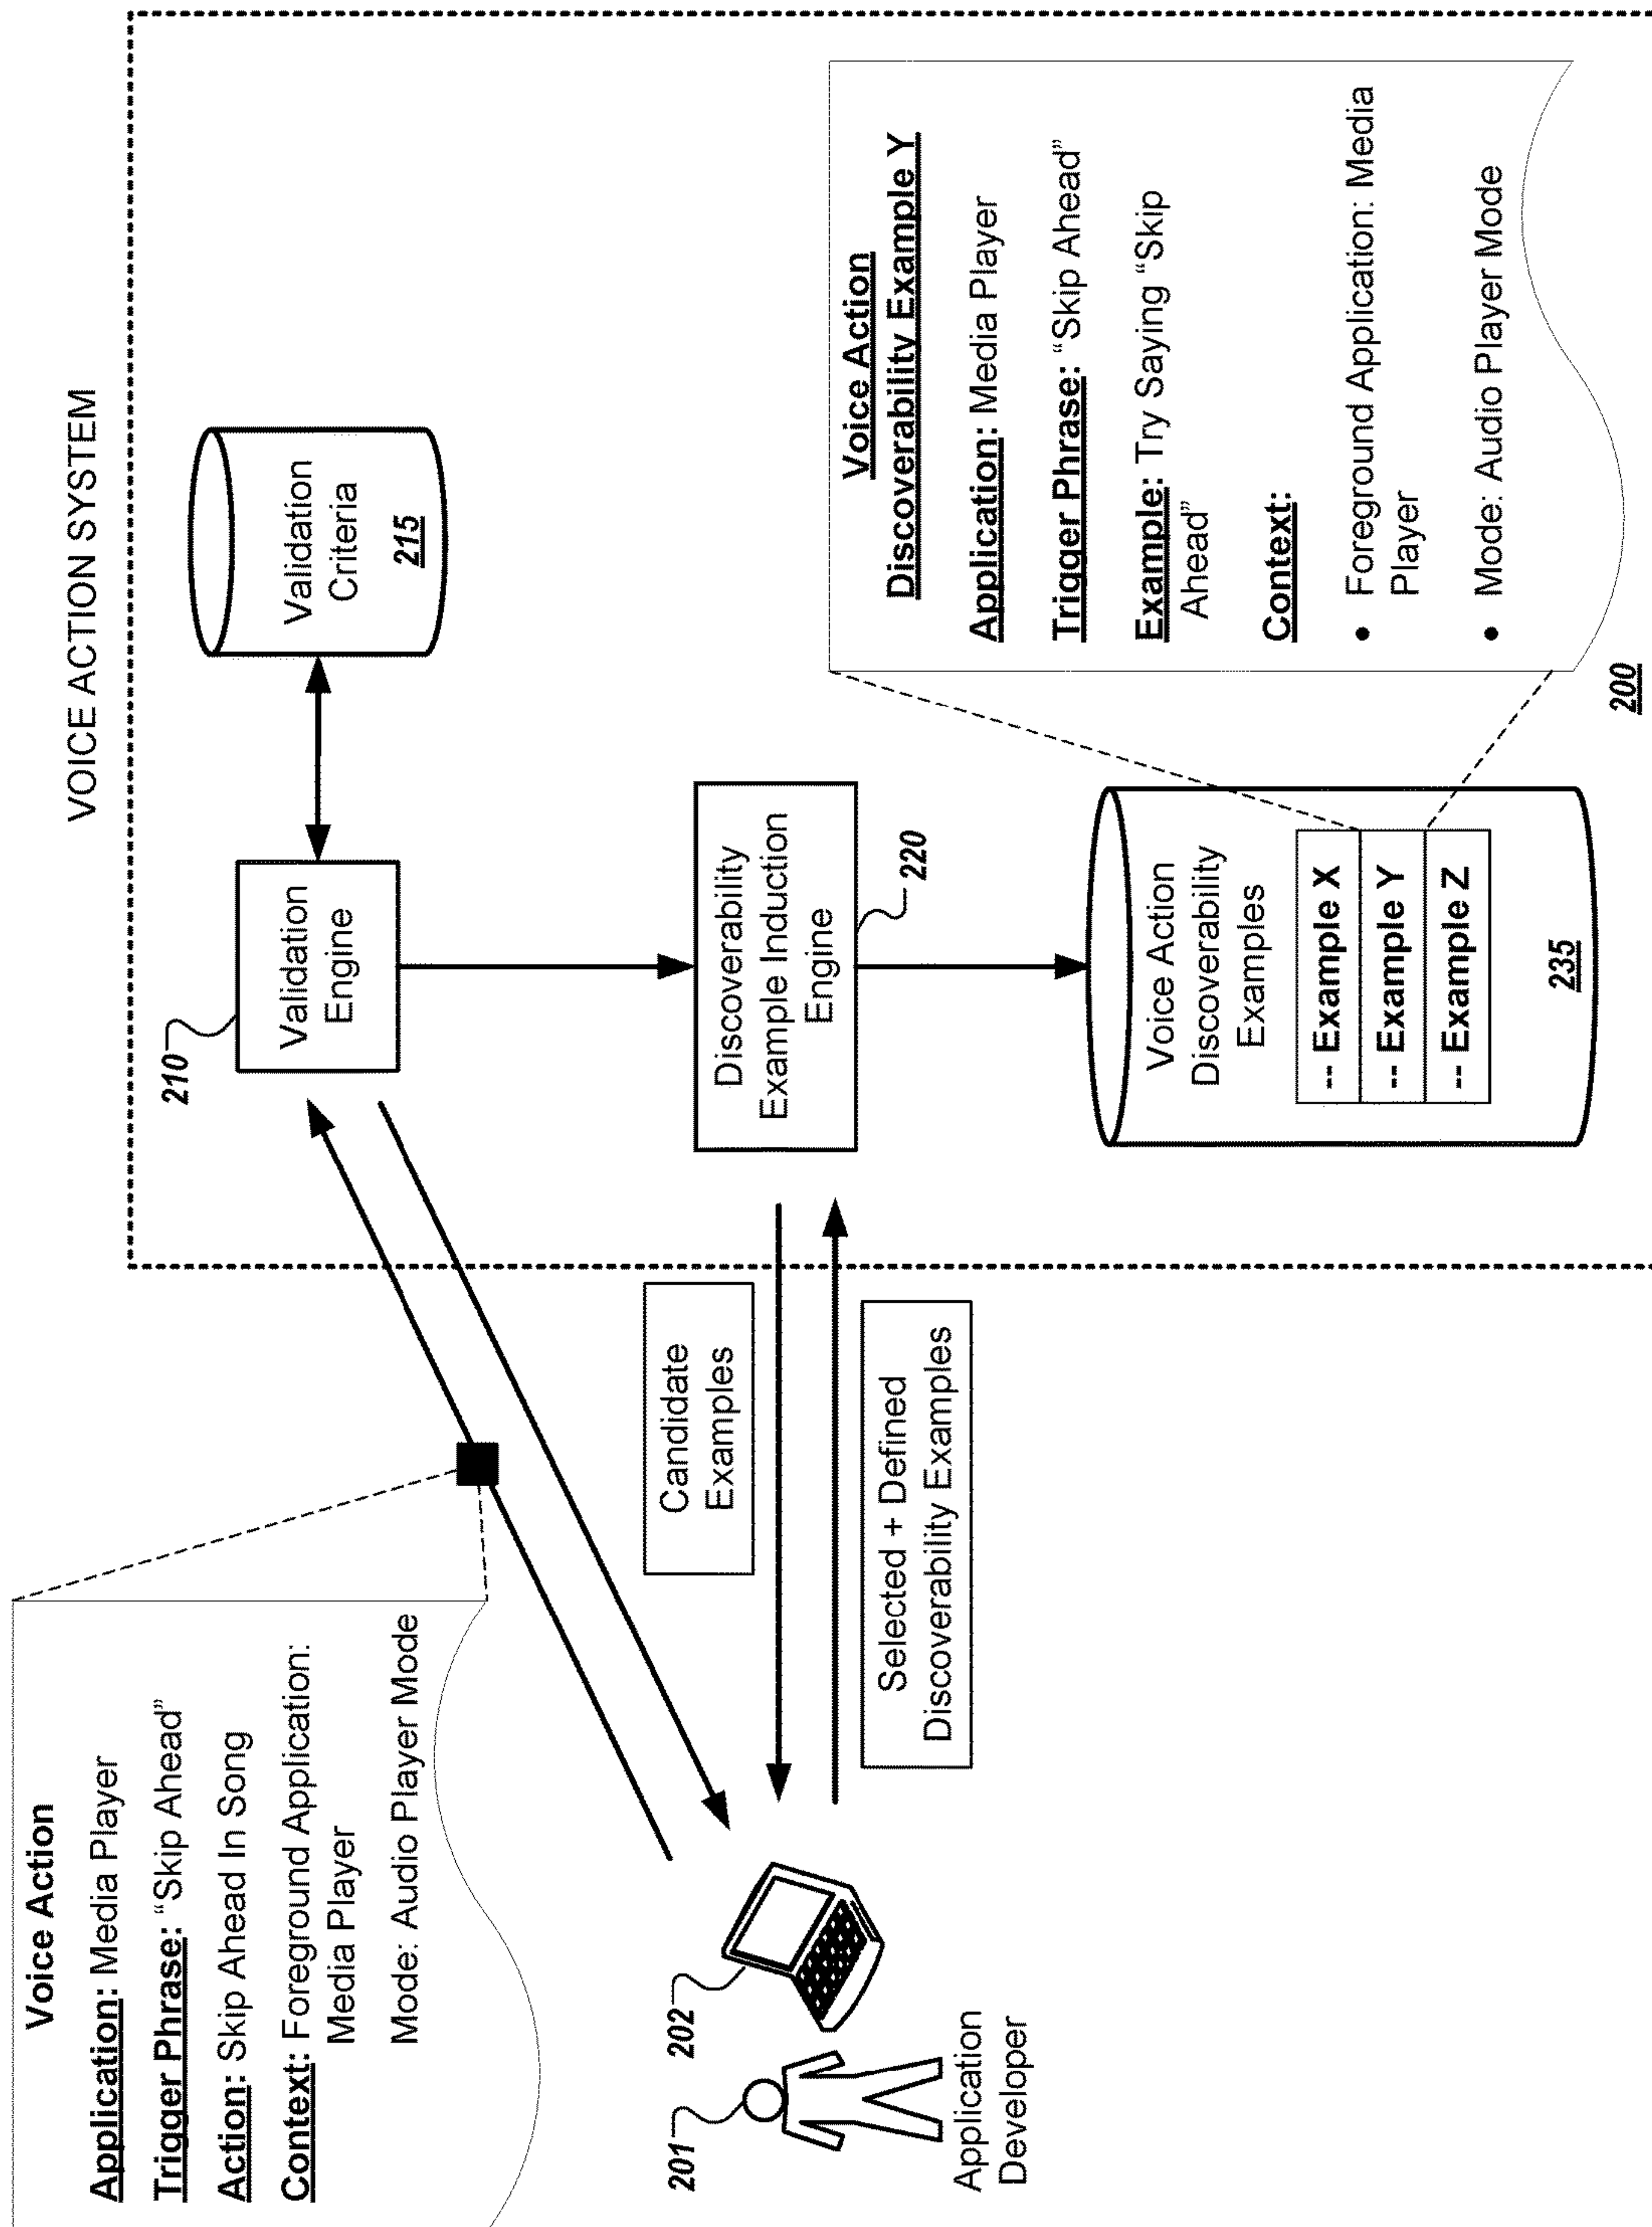 VOICE ACTION SYSTEM
Voice Action
Application: Media Player
Trigger Phrase: “Skip Ahead”
Action: Skip Ahead In Song
Context: Foreground Application:
Media Player
Mode: Audio Player Mode
201
202
Application
Developer
210
Validation
Engine
Validation
Criteria
215
Candidate
Examples
Selected + Defined
Discoverability Examples
Discoverability
Example Induction
Engine
220
Voice Action
Discoverability
Examples
-- Example X
-- Example Y
-- Example Z
235
Voice Action
Discoverability Example Y
Application: Media Player
Trigger Phrase: “Skip Ahead”
Example: Try Saying “Skip
Ahead”
Context:
• Foreground Application: Media
Player
• Mode: Audio Player Mode
200